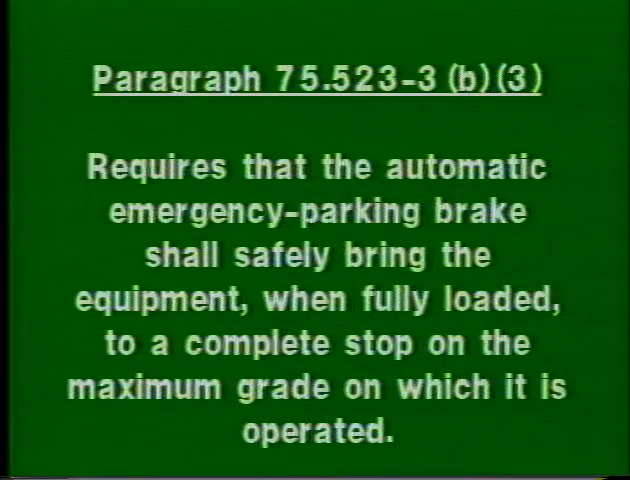 Paragraph 75.523-3 (b)(3)
Requires that the automatic
emergency-parking brake
shall safely bring the
equipment, when fully loaded,
to a complete stop on the
maximum grade on which it is
operated.